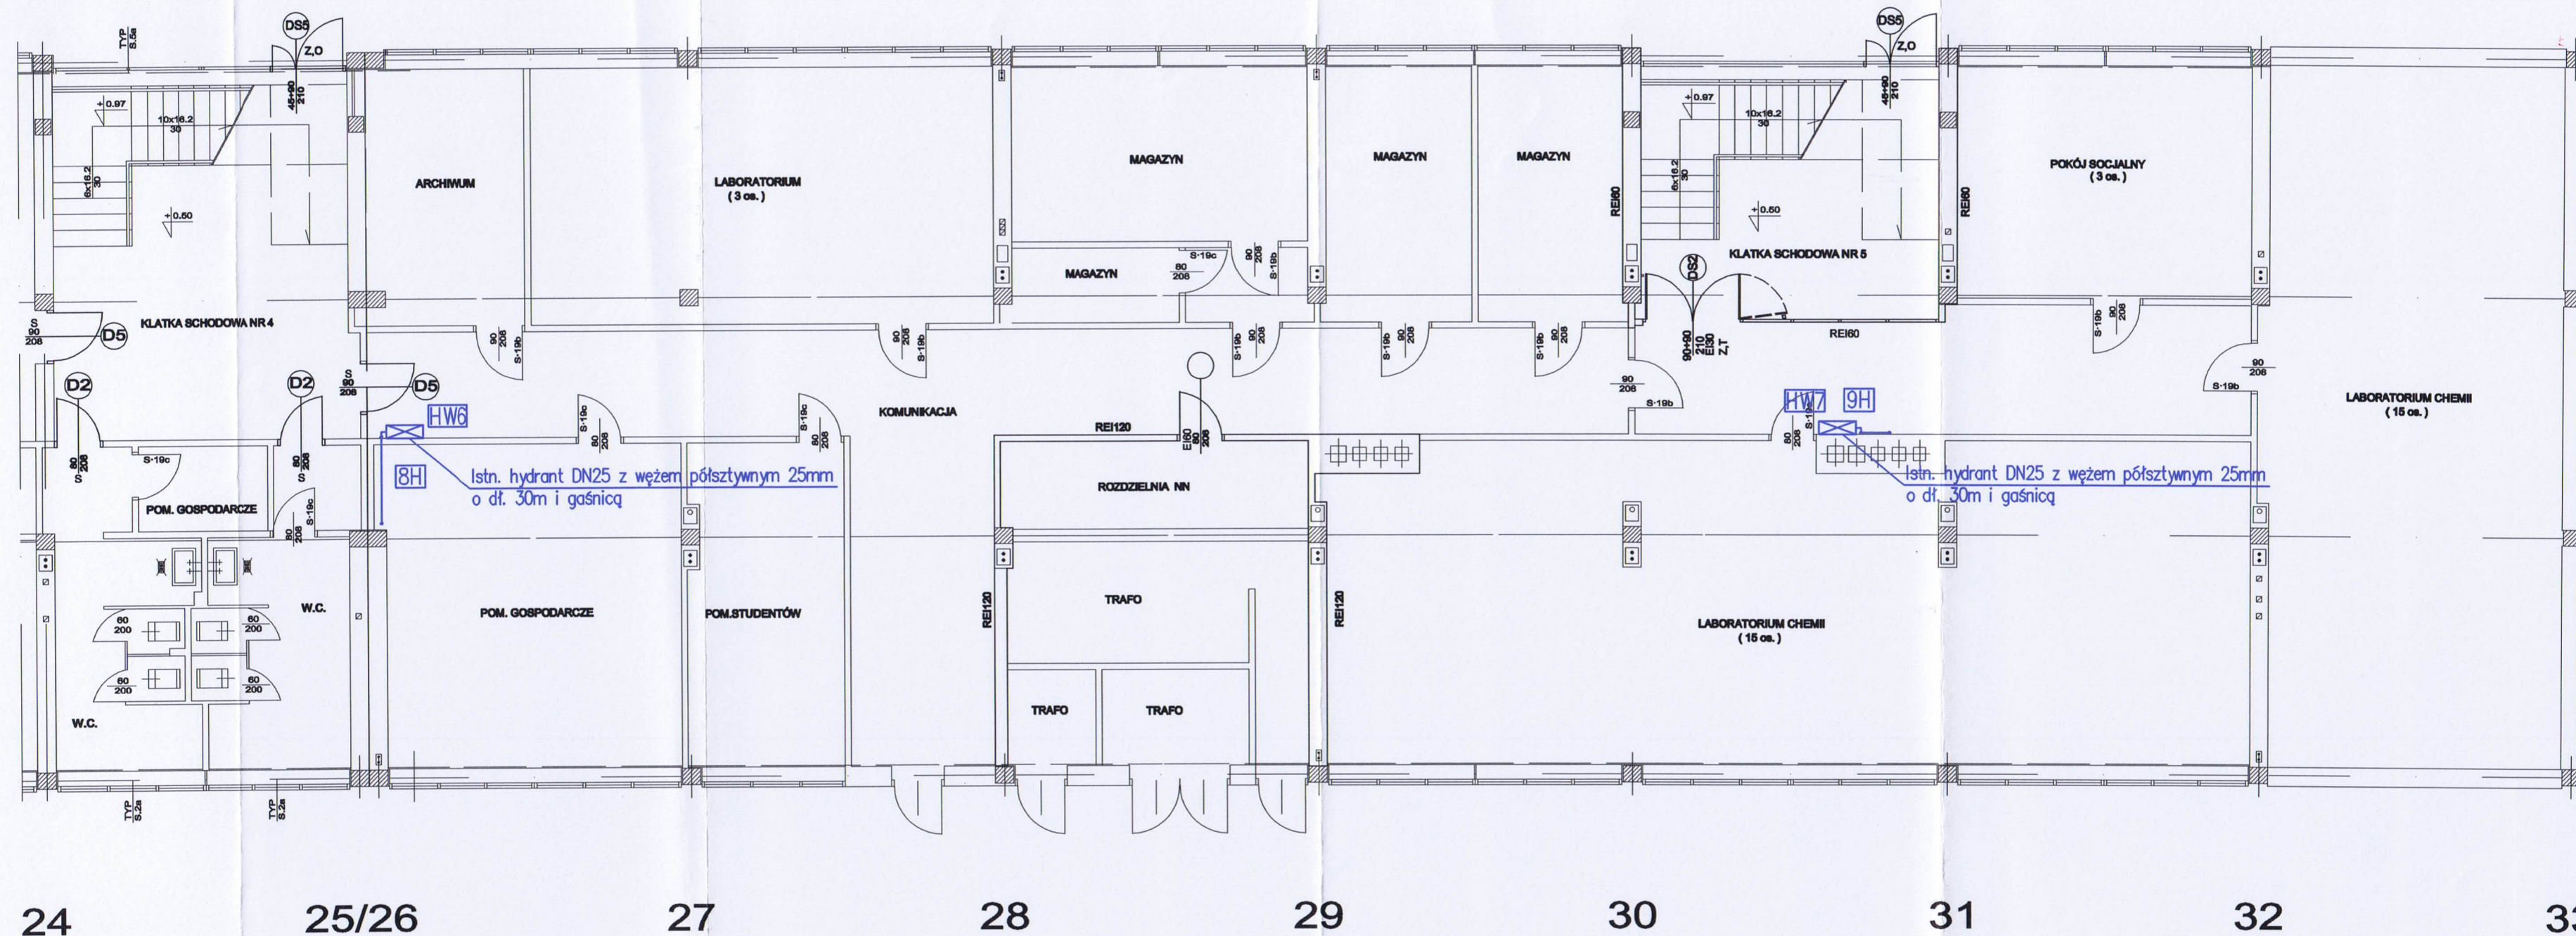 DS5
Z,O
45+90
210
TYP
S.5a
+0.97
10x16.2
30
6x16.2
30
+0.50
KLATKA SCHODOWA NR 4
S
90
208
D5
D2
D2
S
90
208
D5
ARCHIWUM
LABORATORIUM
( 3 os. )
MAGAZYN
MAGAZYN
S-19c
80
208
90
208
S-19b
MAGAZYN
MAGAZYN
REI60
DS5
Z,O
45+90
210
+0.97
10x16.2
30
6x16.2
30
+0.50
KLATKA SCHODOWA NR 5
DS2
90+90
210
EI30
Z,T
REI60
REI60
POKÓJ SOCJALNY
( 3 os. )
90
208
S-19b
90
208
S-19b
S-19b
90
208
S-19b
90
208
S-19b
90
208
90
208
S-19b
S-19b
90
208
90
208
S-19b
LABORATORIUM CHEMII
( 15 os. )
HW6
8H
Istn. hydrant DN25 z wężem półsztywnym 25mm
o dł. 30m i gaśnicą
S-19c
80
208
S-19c
80
208
KOMUNIKACJA
REI120
EI60
80
208
HW7
9H
S-19c
80
208
Istn. hydrant DN25 z wężem półsztywnym 25mm
o dł. 30m i gaśnicą
80
208
S
S-19c
80
208
S
POM. GOSPODARCZE
S-19c
80
208
ROZDZIELNIA NN
W.C.
60
200
60
200
60
200
60
200
W.C.
POM. GOSPODARCZE
POM.STUDENTÓW
REI120
TRAFO
TRAFO
TRAFO
REI120
LABORATORIUM CHEMII
( 15 os. )
TYP
S.2a
TYP
S.2a
24
25/26
27
28
29
30
31
32